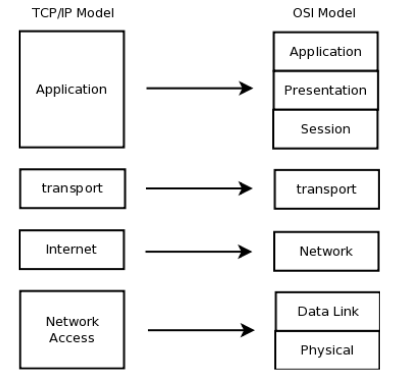 TCP/IP Model
OSI Model
Application
Application
Presentation
Session
transport
transport
Internet
Network
Network
Access
Data Link
Physical